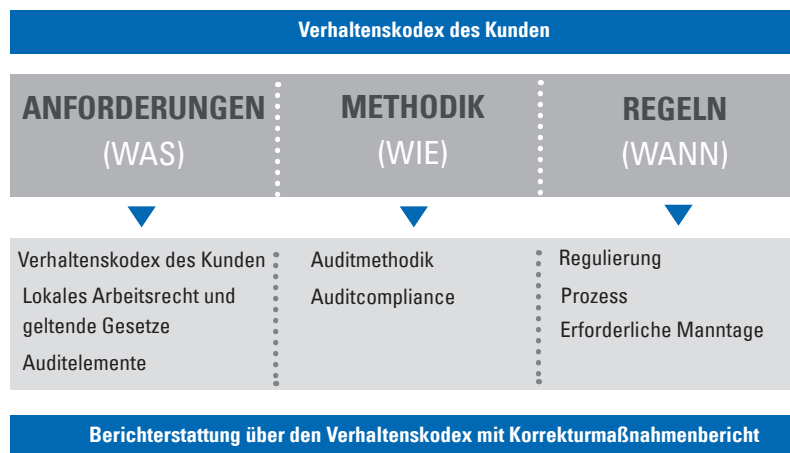 Verhaltenskodex des Kunden
ANFORDERUNGEN
(WAS)
METHODIK
(WIE)
REGELN
(WANN)
Verhaltenskodex des Kunden
Lokales Arbeitsrecht und
geltende Gesetze
Auditelemente
Auditmethodik
Auditcompliance
Regulierung
Prozess
Erforderliche Manntage
Berichterstattung über den Verhaltenskodex mit Korrekturmaßnahmenbericht